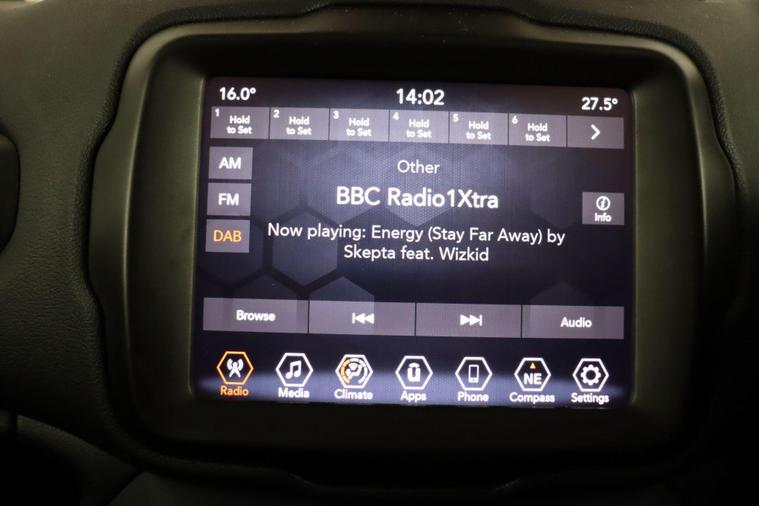 16.0° 14:02 27.5°
1 Hold to Set 2 Hold to Set 3 Hold to Set 4 Hold to Set 5 Hold to Set 6 Hold to Set
AM Other
BBC Radio1Xtra
FM Info
DAB Now playing: Energy (Stay Far Away) by
Skepta feat. Wizkid
Browse Audio
NE
Radio Media Climate Apps Phone Compass Settings